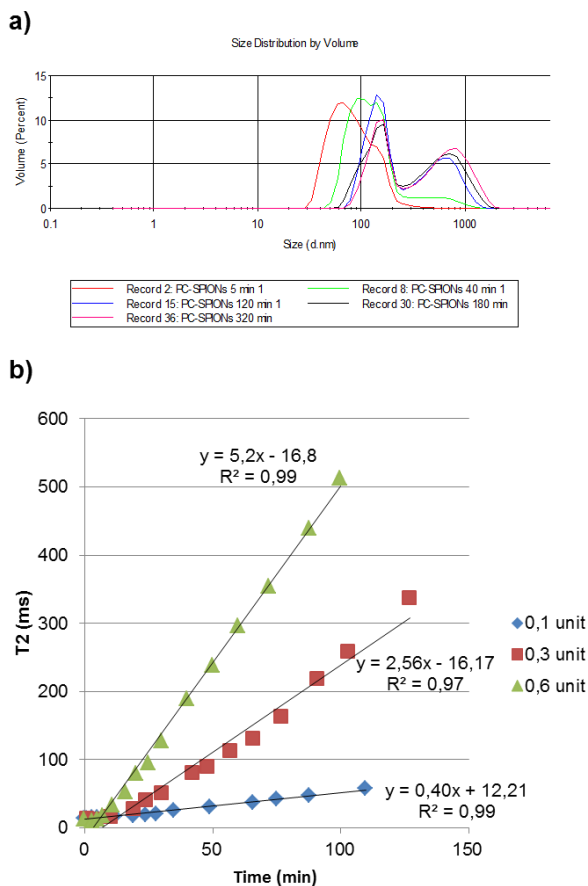 a)
Size Distribution by Volume
15
10
5
0
Volume (Percent)
0.1 1 10 100 1000
Size (d.nm)
Record 2: PC-SPIONs 5 min 1 Record 8: PC-SPIONs 40 min 1
Record 15: PC-SPIONs 120 min 1 Record 30: PC-SPIONs 180 min
Record 36: PC-SPIONs 320 min
b)
600
500
400
300
200
100
0
T2 (ms)
y = 5,2x - 16,8
R² = 0,99
y = 2,56x - 16,17
R² = 0,97
y = 0,40x + 12,21
R² = 0,99
0,1 unit
0,3 unit
0,6 unit
0 50 100 150
Time (min)